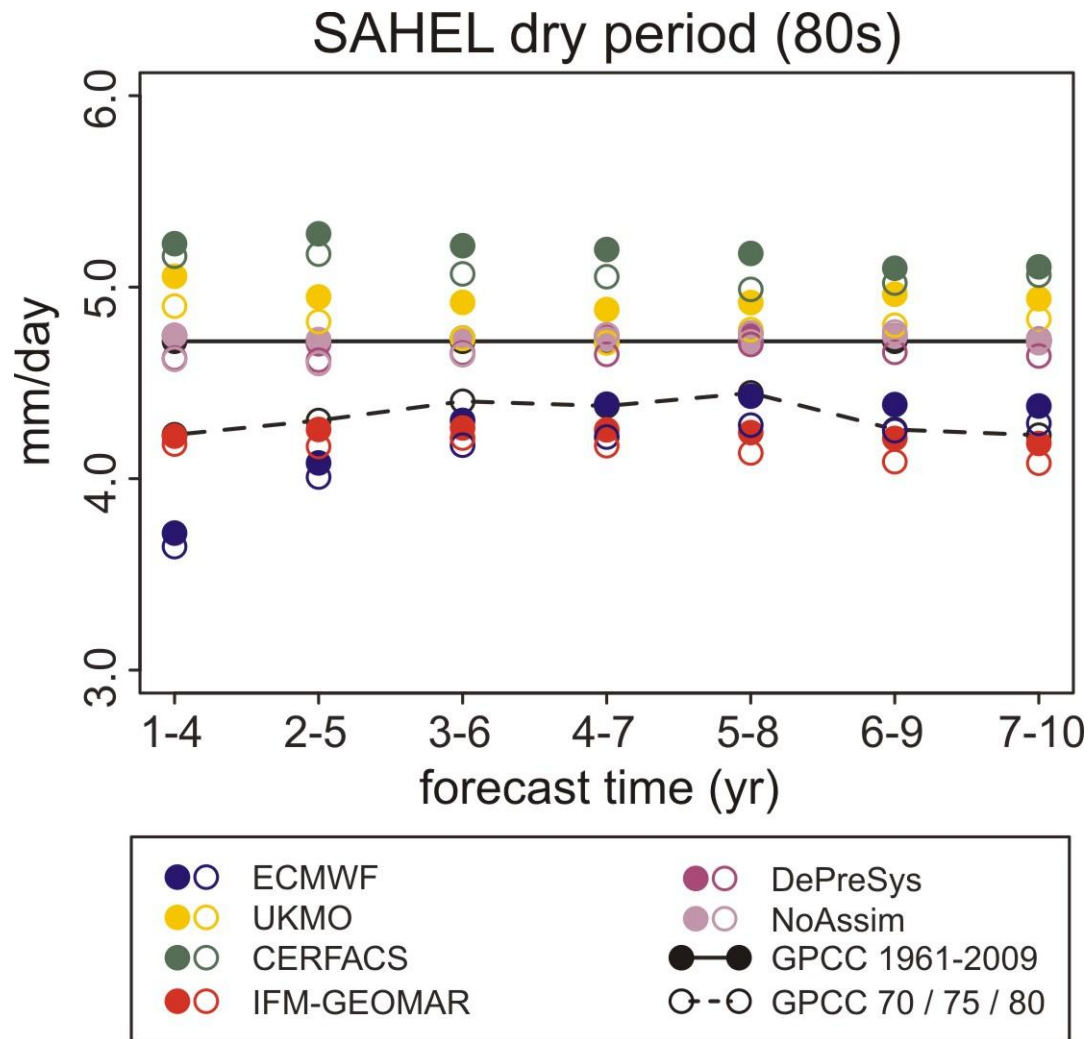 SAHEL dry period (80s)
6.0
5.0
4.0
3.0
mm/day
1-4 2-5 3-6 4-7 5-8 6-9 7-10
forecast time (yr)
ECMWF
UKMO
CERFACS
IFM-GEOMAR
DePreSys
NoAssim
GPCC 1961-2009
GPCC 70 / 75 / 80